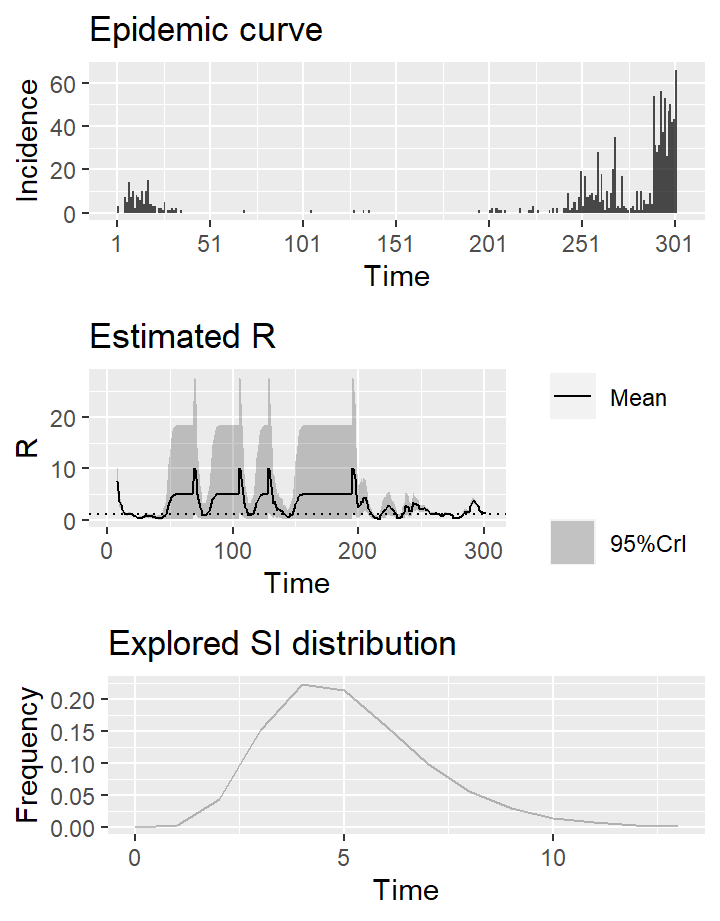 Epidemic curve
Incidence
60
40
20
0
1 51 101 151 201 251 301
Time
Estimated R
R
20
10
0
0 100 200 300
Time
Mean
95%CrI
Explored SI distribution
Frequency
0.20
0.15
0.10
0.05
0.00
0 5 10
Time